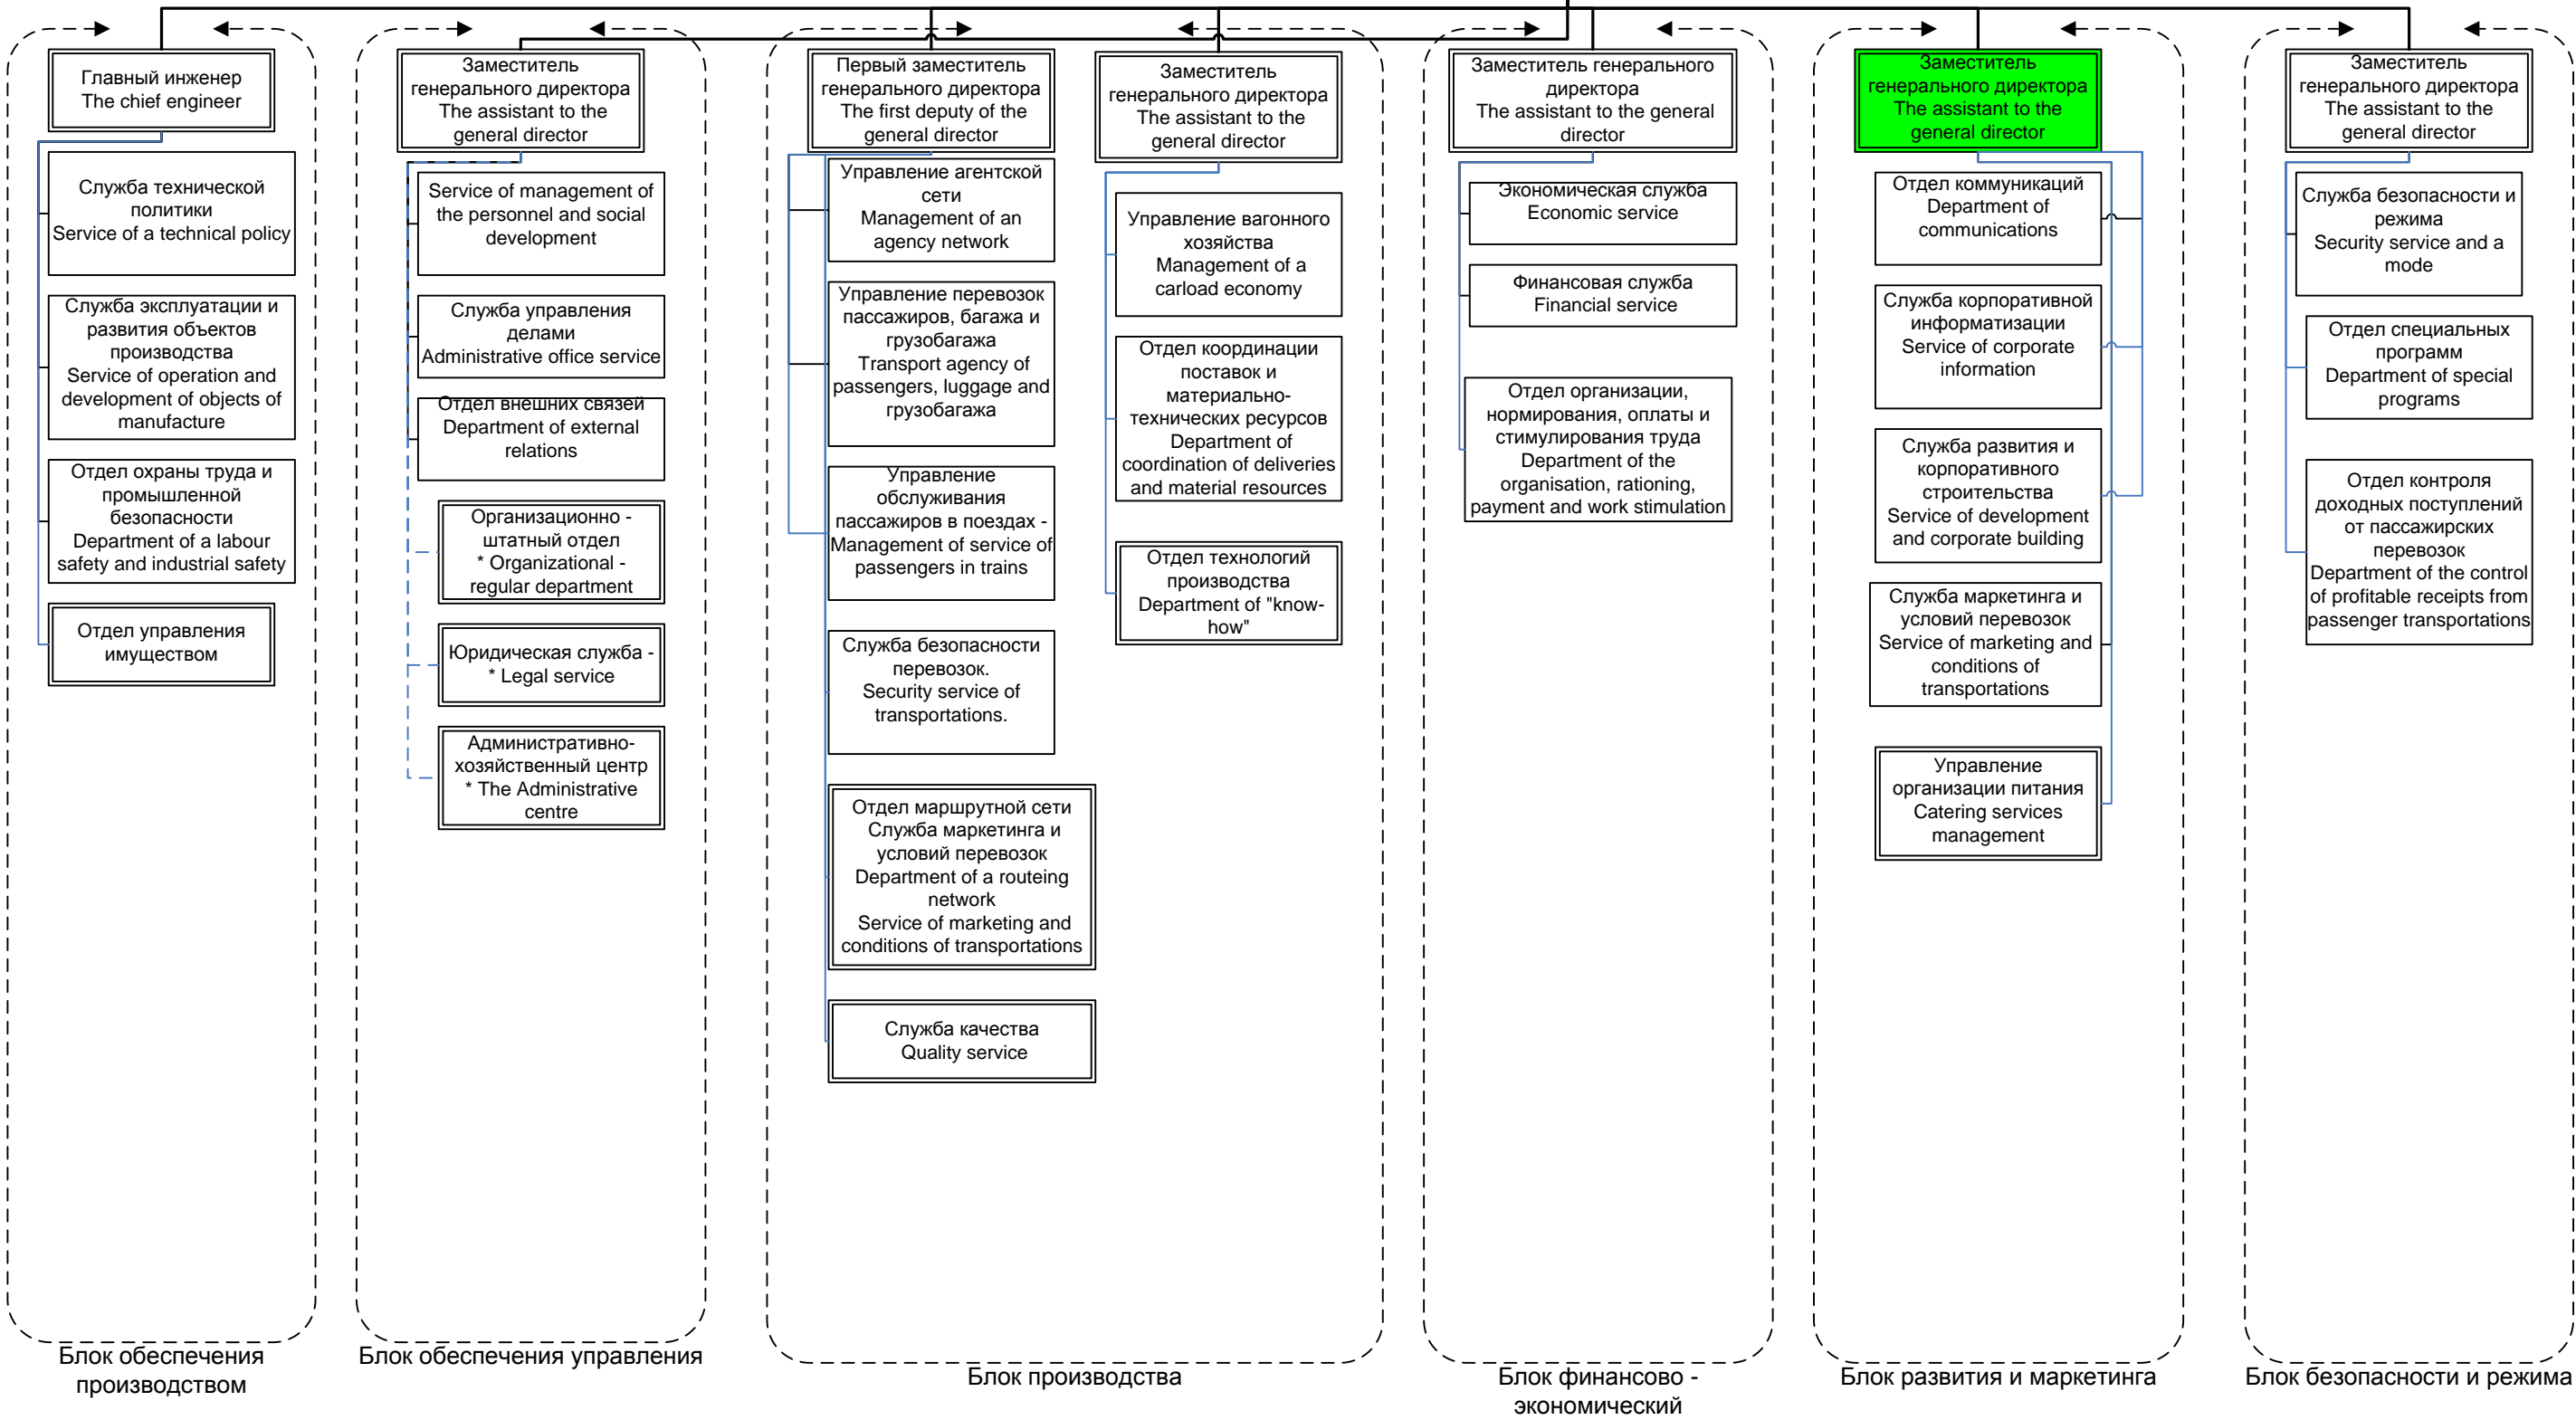 Главный инженер
The chief engineer
Служба технической
политики
Service of a technical policy
Служба эксплуатации и
развития объектов
производства
Service of operation and
development of objects of
manufacture
Отдел охраны труда и
промышленной
безопасности
Department of a labour
safety and industrial safety
Отдел управления
имуществом
Блок обеспечения
производством
Заместитель
генерального директора
The assistant to the
general director
Service of management of
the personnel and social
development
Служба управления
делами
Administrative office service
Отдел внешних связей
Department of external
relations
Организационно -
штатный отдел
* Organizational -
regular department
Юридическая служба -
* Legal service
Административно-
хозяйственный центр
* The Administrative
centre
Блок обеспечения управления
Первый заместитель
генерального директора
The first deputy of the
general director
Управление агентской
сети
Management of an
agency network
Управление перевозок
пассажиров, багажа и
грузобагажа
Transport agency of
passengers, luggage and
грузобагажа
Управление
обслуживания
пассажиров в поездах -
Management of service of
passengers in trains
Служба безопасности
перевозок.
Security service of
transportations.
Отдел маршрутной сети
Служба маркетинга и
условий перевозок
Department of a routeing
network
Service of marketing and
conditions of transportations
Служба качества
Quality service
Заместитель
генерального директора
The assistant to the
general director
Управление вагонного
хозяйства
Management of a
carload economy
Отдел координации
поставок и
материально-
технических ресурсов
Department of
coordination of deliveries
and material resources
Отдел технологий
производства
Department of "know-
how"
Блок производства
Заместитель генерального
директора
The assistant to the general
director
Экономическая служба
Economic service
Финансовая служба
Financial service
Отдел организации,
нормирования, оплаты и
стимулирования труда
Department of the
organisation, rationing,
payment and work stimulation
Блок финансово -
экономический
Заместитель
генерального директора
The assistant to the
general director
Отдел коммуникаций
Department of
communications
Служба корпоративной
информатизации
Service of corporate
information
Служба развития и
корпоративного
строительства
Service of development
and corporate building
Служба маркетинга и
условий перевозок
Service of marketing and
conditions of
transportations
Управление
организации питания
Catering services
management
Блок развития и маркетинга
Заместитель
генерального директора
The assistant to the
general director
Служба безопасности и
режима
Security service and a
mode
Отдел специальных
программ
Department of special
programs
Отдел контроля
доходных поступлений
от пассажирских
перевозок
Department of the control
of profitable receipts from
passenger transportations
Блок безопасности и режима